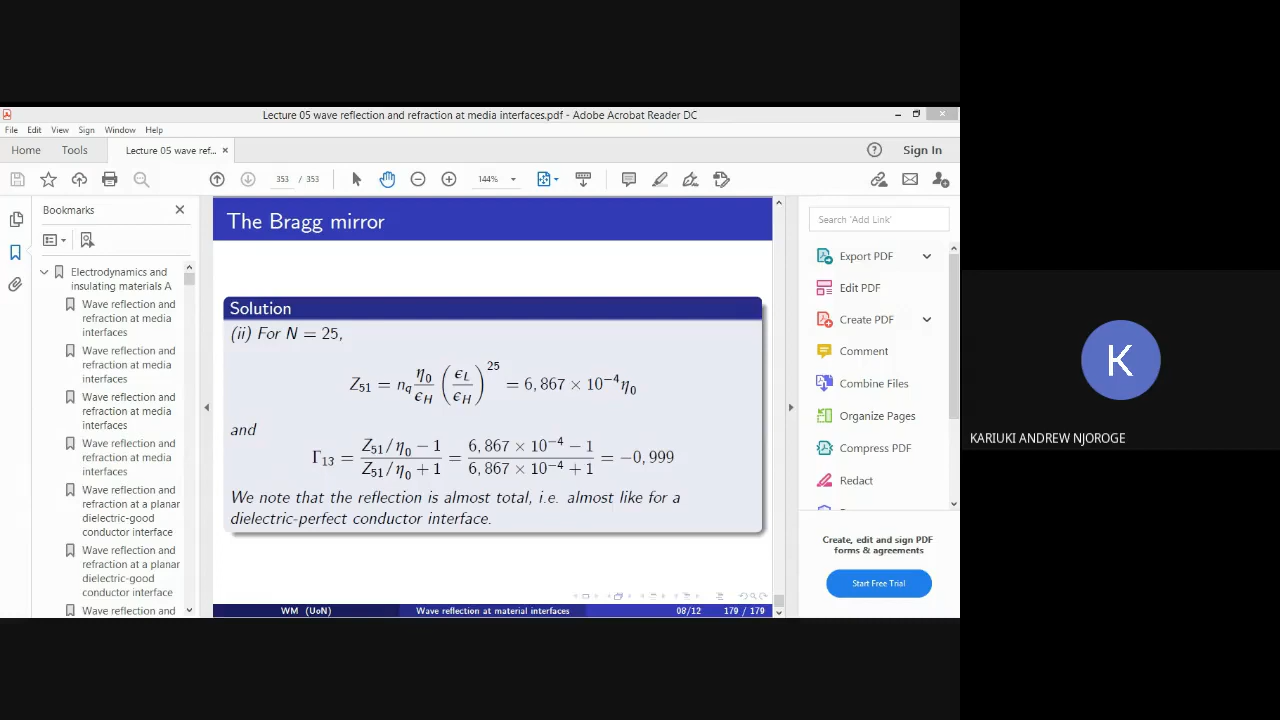 Lecture 05 wave reflection and refraction at media interfaces.pdf - Adobe Acrobat Reader DC
File Edit View Sign Window Help
Home Tools Lecture 05 wave ref... × Sign In
353 / 353 144%
Bookmarks
Electrodynamics and
insulating materials A
Wave reflection and
refraction at media
interfaces
Wave reflection and
refraction at media
interfaces
Wave reflection and
refraction at media
interfaces
Wave reflection and
refraction at media
interfaces
Wave reflection and
refraction at a planar
dielectric-good
conductor interface
Wave reflection and
refraction at a planar
dielectric-good
conductor interface
Wave reflection and
The Bragg mirror
Solution
(ii) For N = 25,
Z₅₁ = n_q η₀/ϵ_H (ϵ_L/ϵ_H)²⁵ = 6,867 × 10⁻⁴η₀
and
Γ₁₃ = (Z₅₁/η₀ − 1)/(Z₅₁/η₀ + 1) = (6,867 × 10⁻⁴ − 1)/(6,867 × 10⁻⁴ + 1) = −0,999
We note that the reflection is almost total, i.e. almost like for a
dielectric-perfect conductor interface.
WM (UoN) Wave reflection at material interfaces 08/12 179 / 179
Search 'Add Link'
Export PDF
Edit PDF
Create PDF
Comment
Combine Files
Organize Pages
Compress PDF
Redact
Create, edit and sign PDF
forms & agreements
Start Free Trial
K
KARIUKI ANDREW NJOROGE